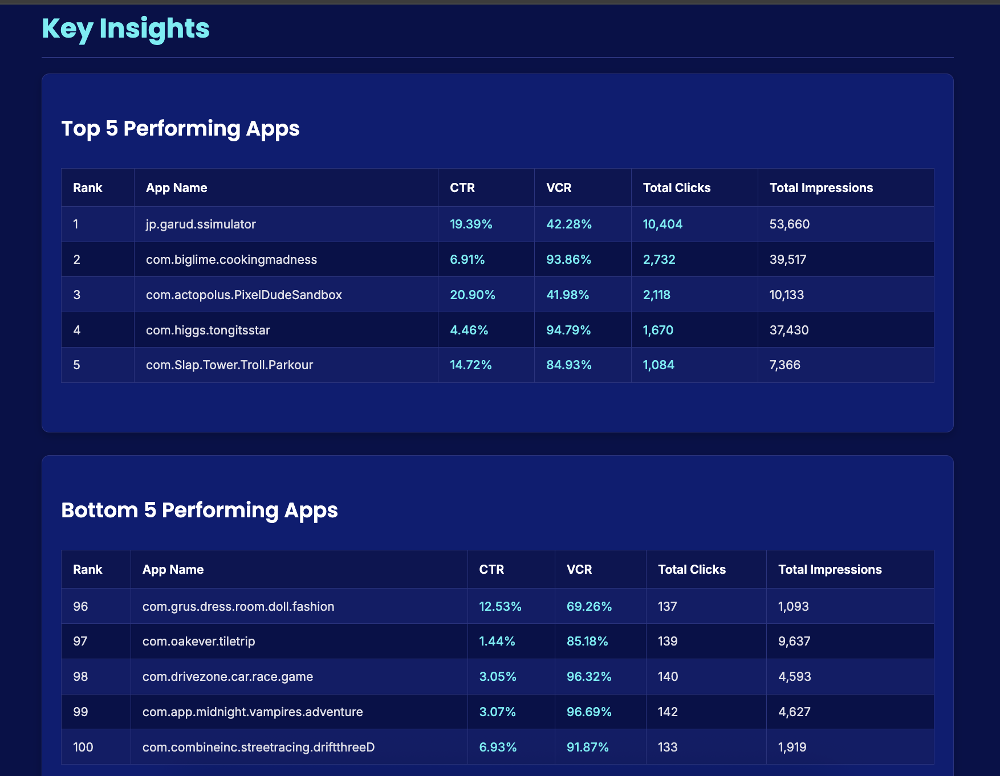 Key Insights
Top 5 Performing Apps
Rank App Name CTR VCR Total Clicks Total Impressions
1 jp.garud.ssimulator 19.39% 42.28% 10,404 53,660
2 com.biglime.cookingmadness 6.91% 93.86% 2,732 39,517
3 com.actopolus.PixelDudeSandbox 20.90% 41.98% 2,118 10,133
4 com.higgs.tongitsstar 4.46% 94.79% 1,670 37,430
5 com.Slap.Tower.Troll.Parkour 14.72% 84.93% 1,084 7,366
Bottom 5 Performing Apps
Rank App Name CTR VCR Total Clicks Total Impressions
96 com.grus.dress.room.doll.fashion 12.53% 69.26% 137 1,093
97 com.oakever.tiletrip 1.44% 85.18% 139 9,637
98 com.drivezone.car.race.game 3.05% 96.32% 140 4,593
99 com.app.midnight.vampires.adventure 3.07% 96.69% 142 4,627
100 com.combineinc.streetracing.driftthreeD 6.93% 91.87% 133 1,919